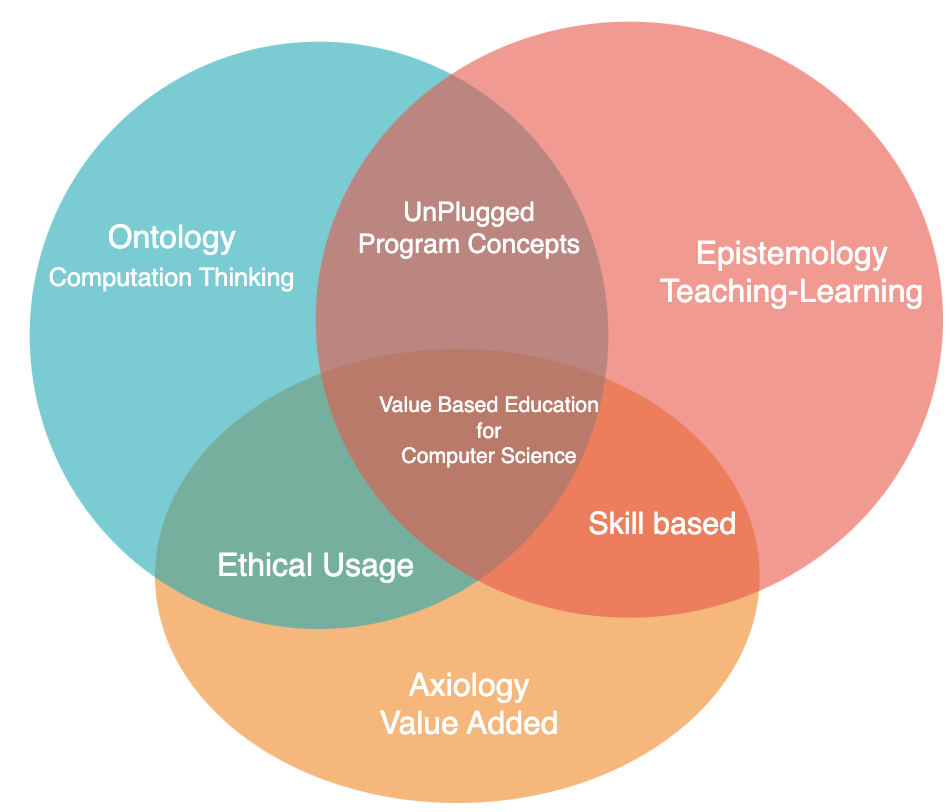 UnPlugged
Program Concepts
Ontology
Computation Thinking
Epistemology
Teaching-Learning
Value Based Education
for
Computer Science
Skill based
Ethical Usage
Axiology
Value Added